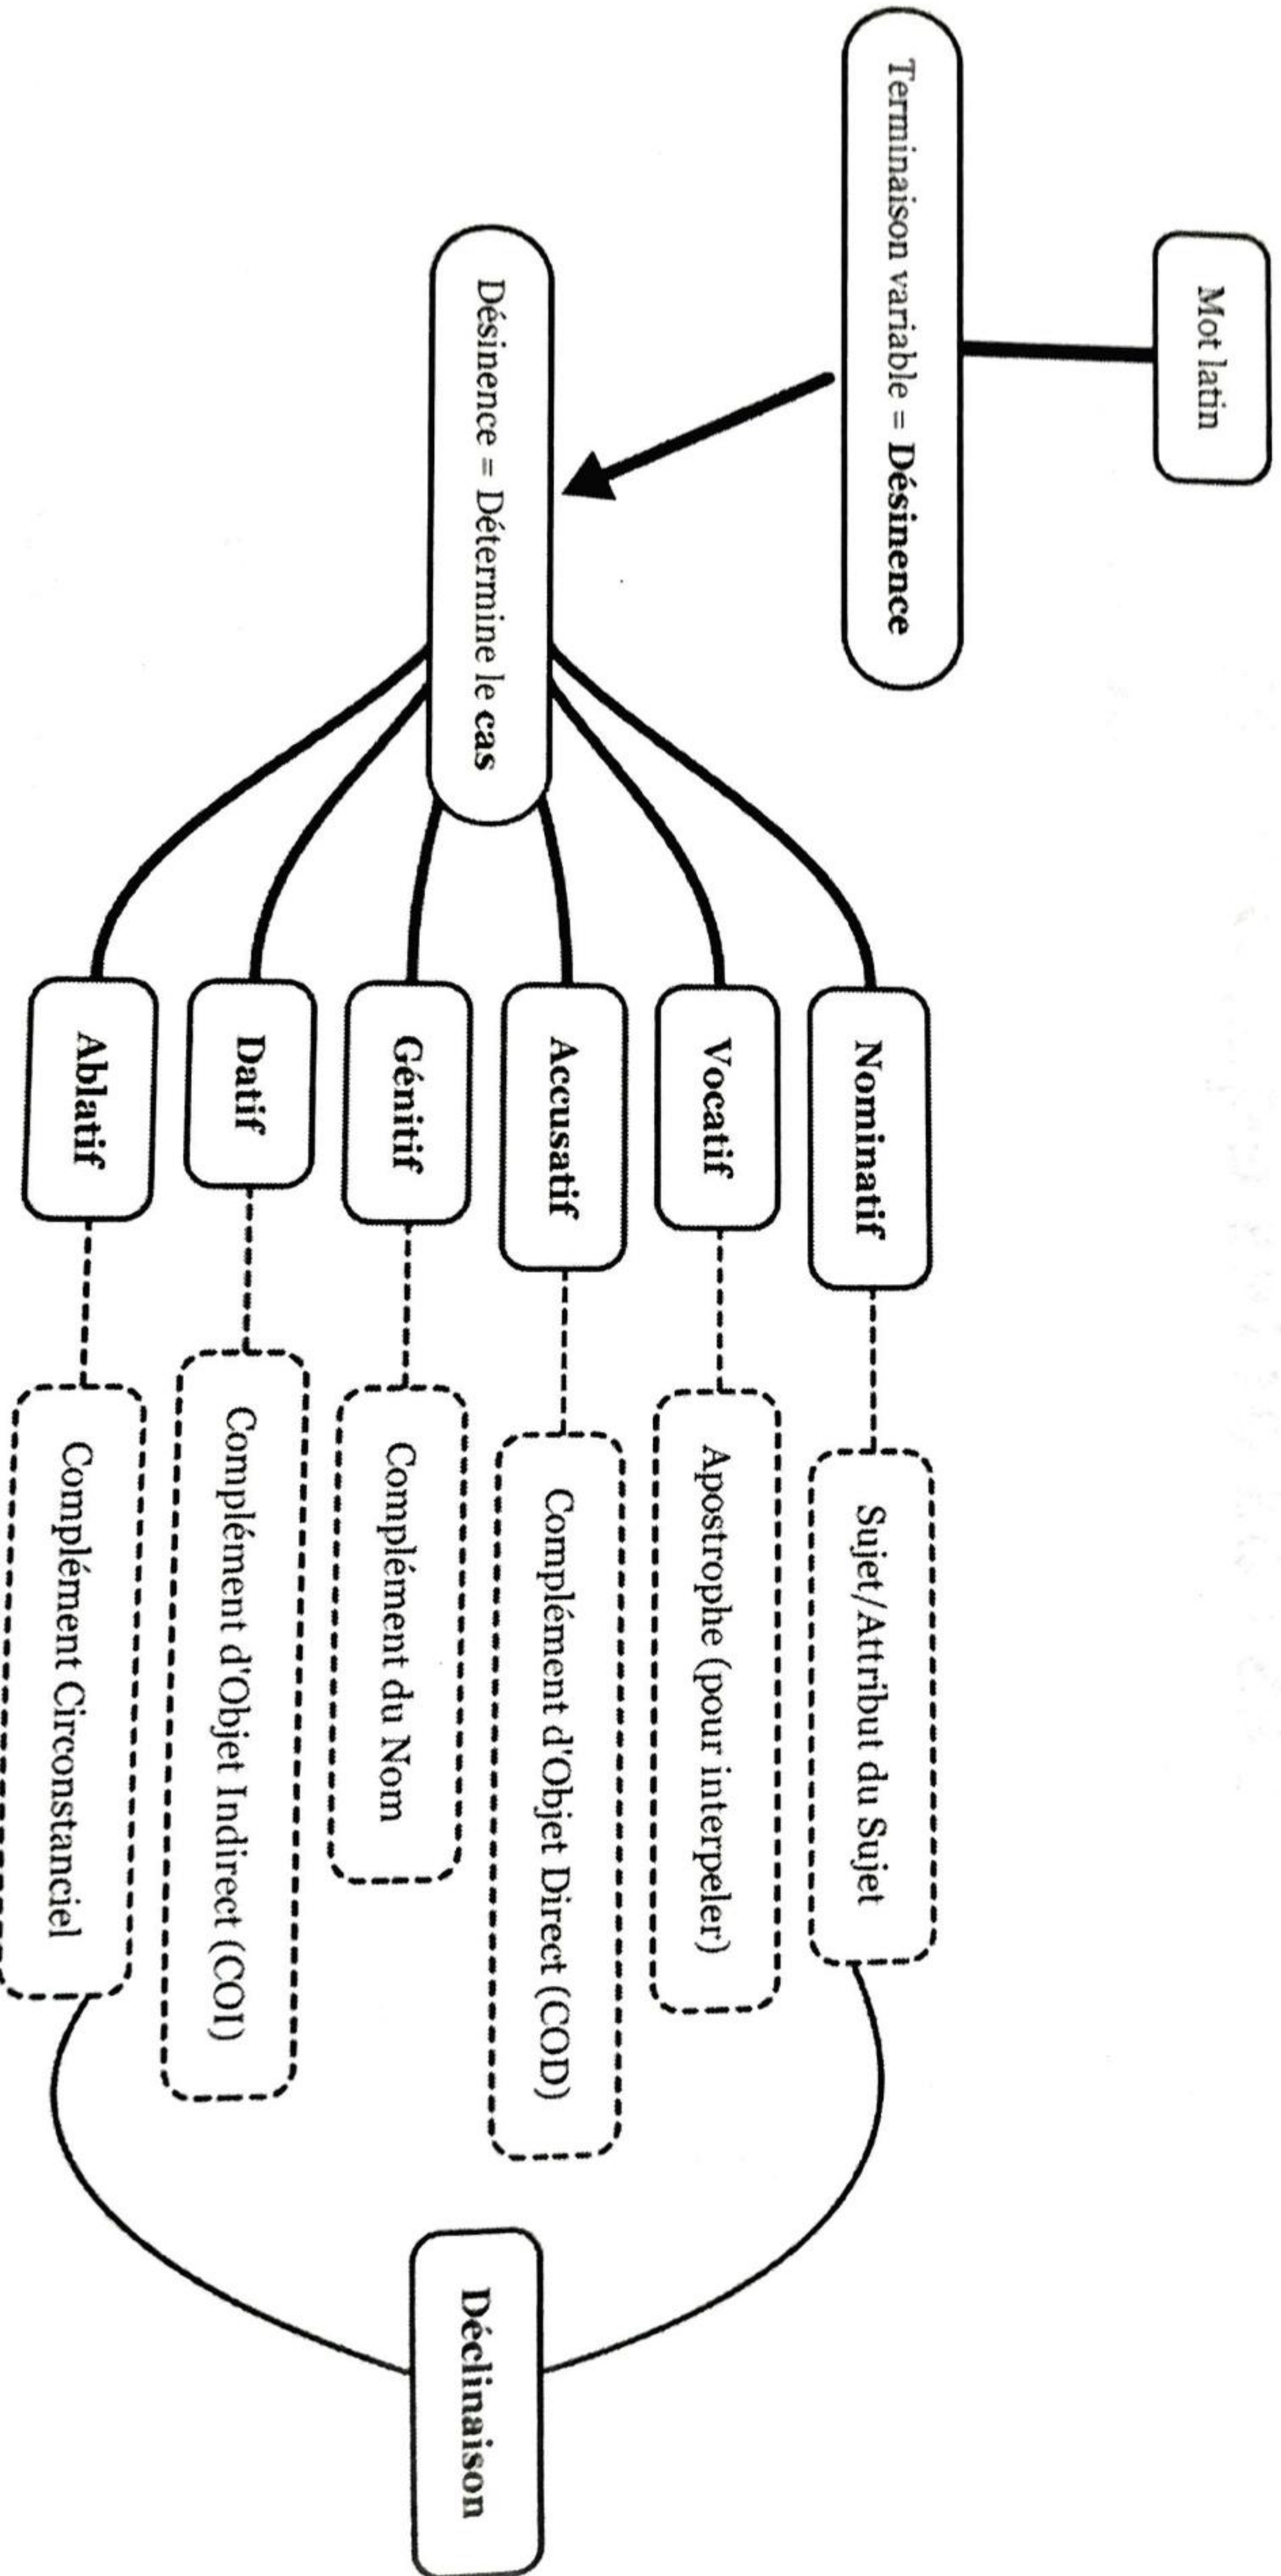 Mot latin
Terminaison variable = Désinence
Désinence = Détermine le cas
Nominatif
Sujet/Attribut du Sujet
Vocatif
Apostrophe (pour interpeler)
Accusatif
Complément d'Objet Direct (COD)
Génitif
Complément du Nom
Datif
Complément d'Objet Indirect (COI)
Ablatif
Complément Circonstanciel
Déclinaison